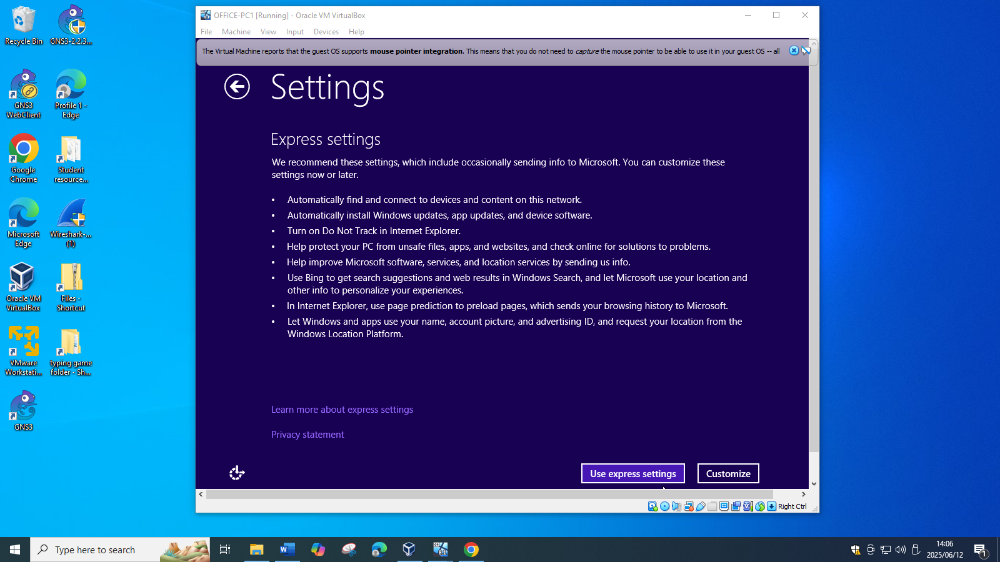 Recycle Bin
GNS3-2.2.3...
GNS3
WebClient
Profile 1 -
Edge
Google
Chrome
Student
resource...
Microsoft
Edge
Wireshark-...
(1)
Oracle VM
VirtualBox
Files -
Shortcut
VMware
Workstati...
typing game
folder - Sh...
GNS3
OFFICE-PC1 [Running] - Oracle VM VirtualBox
File Machine View Input Devices Help
The Virtual Machine reports that the guest OS supports mouse pointer integration. This means that you do not need to capture the mouse pointer to be able to use it in your guest OS -- all
Settings
Express settings
We recommend these settings, which include occasionally sending info to Microsoft. You can customize these
settings now or later.
• Automatically find and connect to devices and content on this network.
• Automatically install Windows updates, app updates, and device software.
• Turn on Do Not Track in Internet Explorer.
• Help protect your PC from unsafe files, apps, and websites, and check online for solutions to problems.
• Help improve Microsoft software, services, and location services by sending us info.
• Use Bing to get search suggestions and web results in Windows Search, and let Microsoft use your location and
other info to personalize your experiences.
• In Internet Explorer, use page prediction to preload pages, which sends your browsing history to Microsoft.
• Let Windows and apps use your name, account picture, and advertising ID, and request your location from the
Windows Location Platform.
Learn more about express settings
Privacy statement
Use express settings Customize
Right Ctrl
Type here to search
14:06
2025/06/12
1